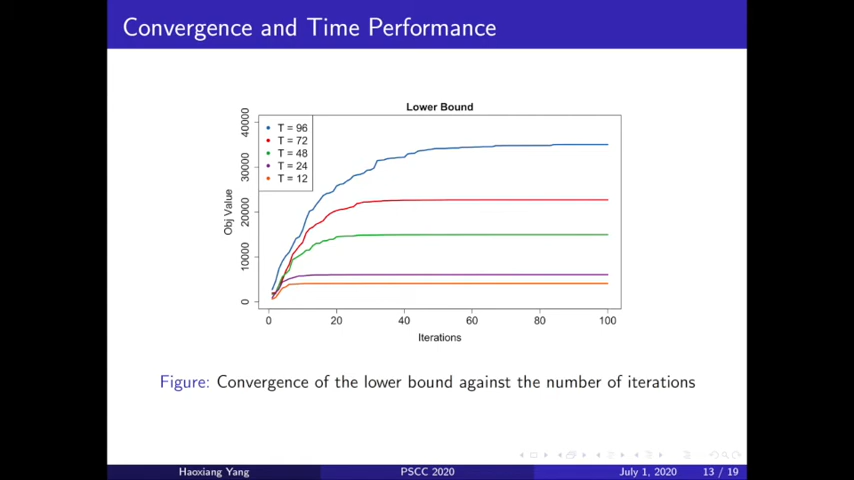 Convergence and Time Performance
Lower Bound
T = 96
T = 72
T = 48
T = 24
T = 12
Obj Value
40000
30000
20000
10000
0
0 20 40 60 80 100
Iterations
Figure: Convergence of the lower bound against the number of iterations
Haoxiang Yang PSCC 2020 July 1, 2020 13 / 19